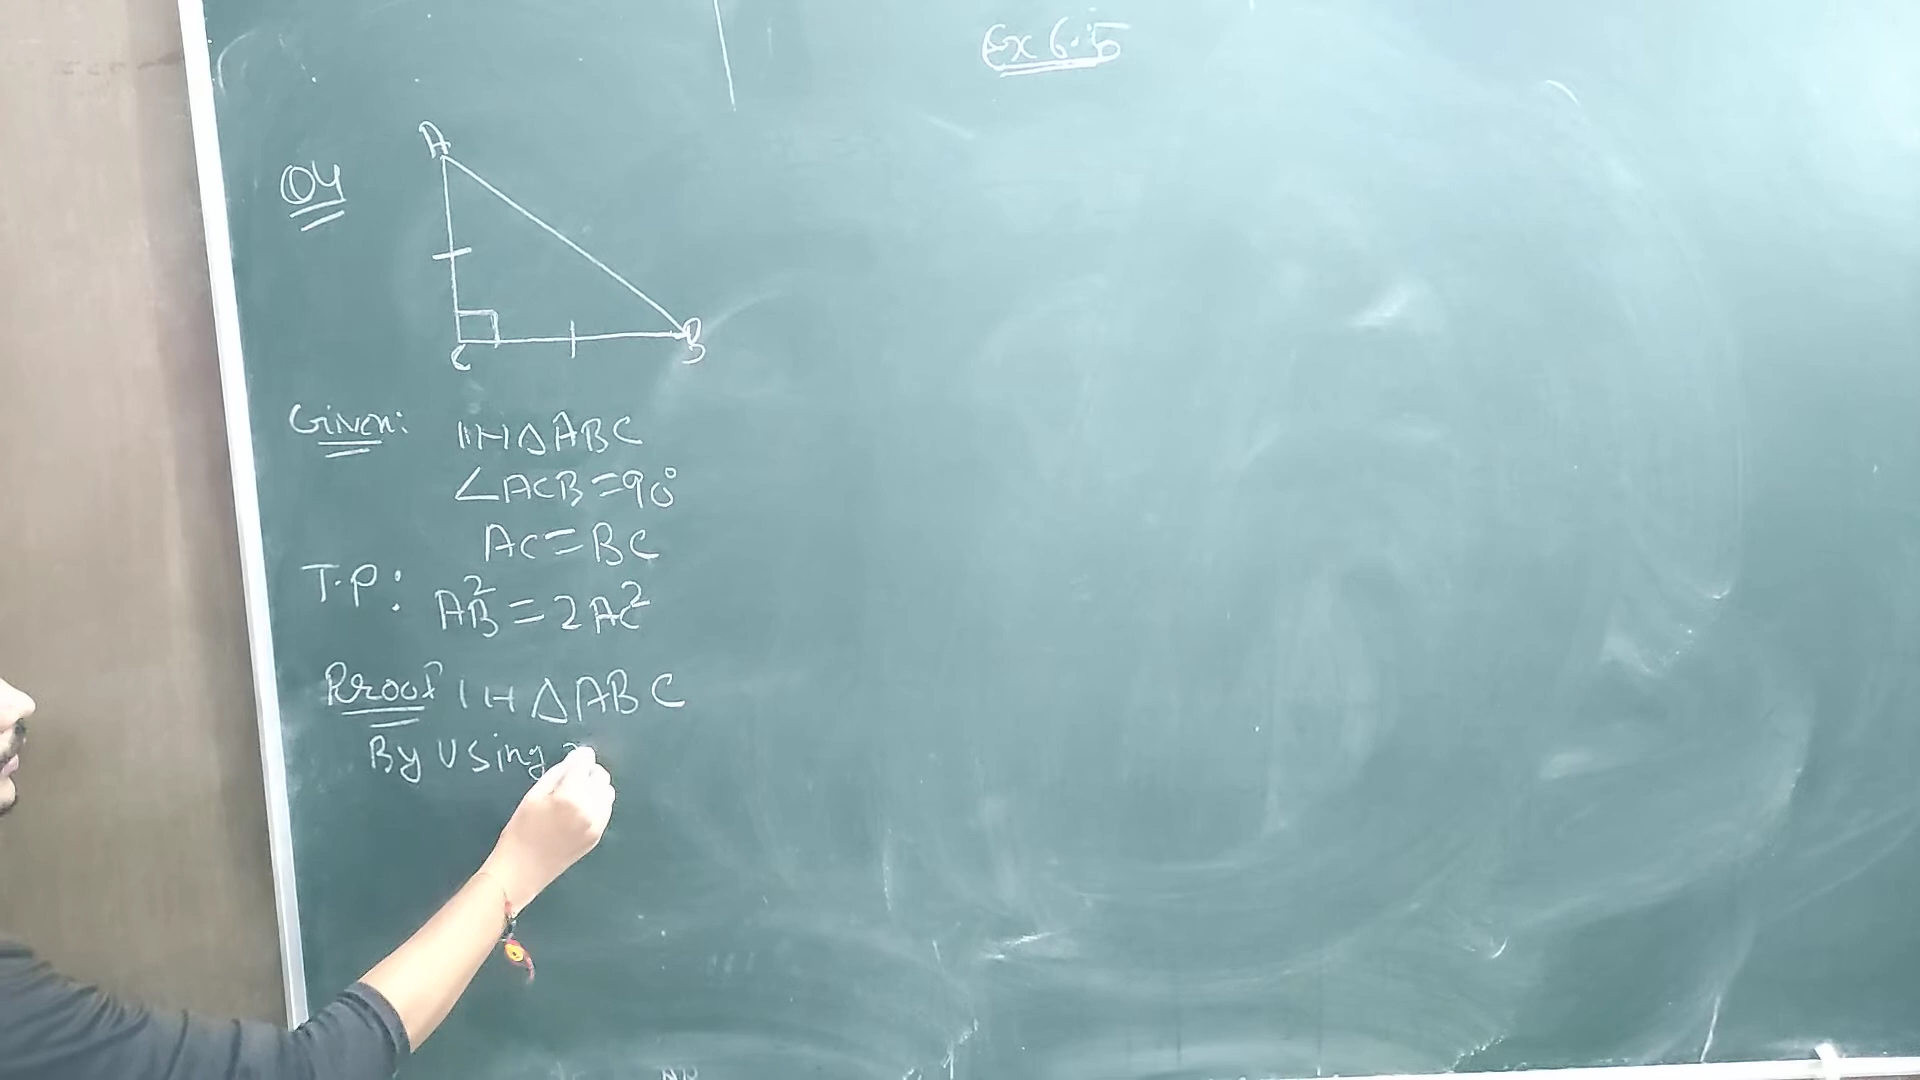 Ex 6.5
Q4
A
C
B
Given: In △ABC
∠ACB=90°
AC=BC
T.P: AB²=2AC²
Proof In △ABC
By Using